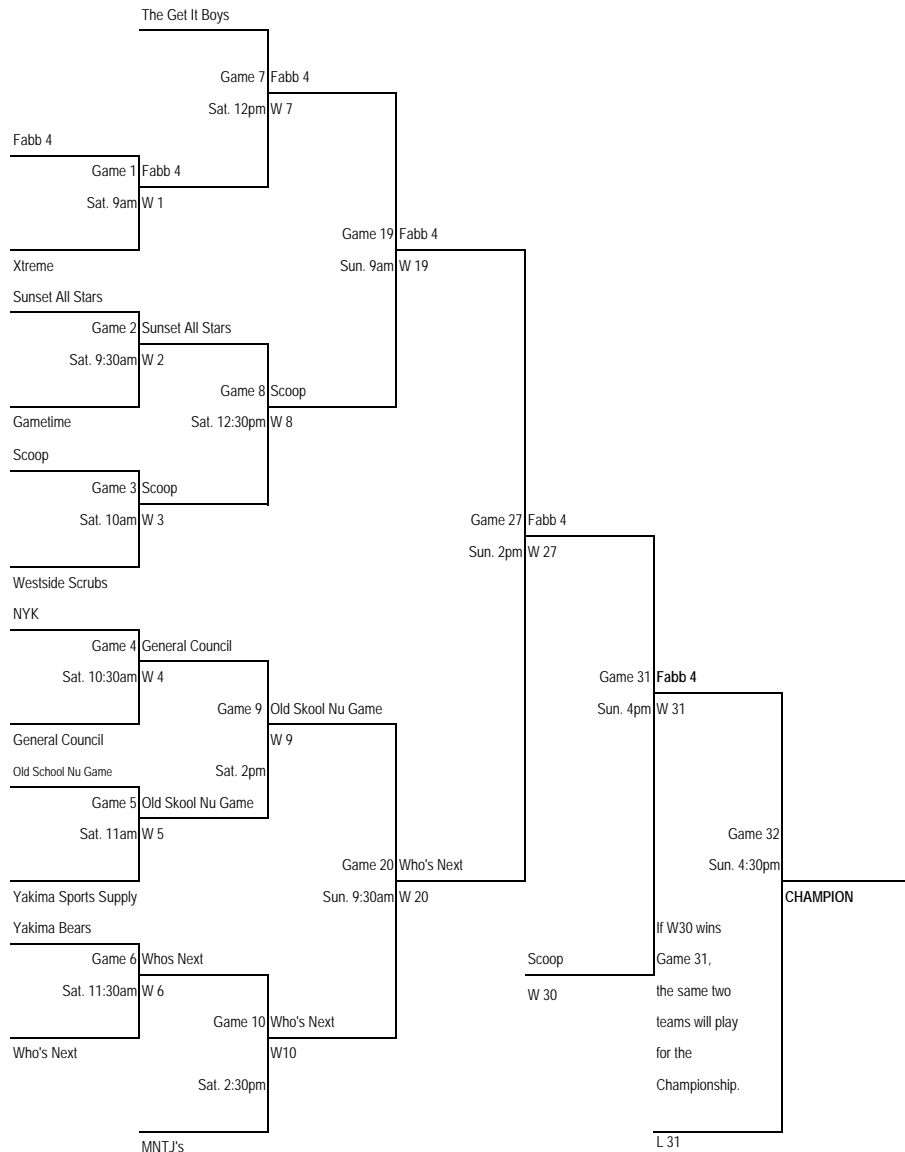 The Get It Boys
Game 7 Fabb 4
Sat. 12pm W 7
Fabb 4
Game 1 Fabb 4
Sat. 9am W 1
Game 19 Fabb 4
Xtreme
Sun. 9am W 19
Sunset All Stars
Game 2 Sunset All Stars
Sat. 9:30am W 2
Game 8 Scoop
Gametime
Sat. 12:30pm W 8
Scoop
Game 3 Scoop
Sat. 10am W 3
Game 27 Fabb 4
Sun. 2pm W 27
Westside Scrubs
NYK
Game 4 General Council
Sat. 10:30am W 4
Game 31 Fabb 4
Game 9 Old Skool Nu Game
Sun. 4pm W 31
General Council
W 9
Old School Nu Game
Sat. 2pm
Game 5 Old Skool Nu Game
Sat. 11am W 5
Game 32
Game 20 Who's Next
Sun. 4:30pm
Yakima Sports Supply
Sun. 9:30am W 20
CHAMPION
Yakima Bears
If W30 wins
Game 6 Whos Next
Scoop
Game 31,
Sat. 11:30am W 6
W 30
the same two
Game 10 Who's Next
teams will play
Who's Next
W10
for the
Sat. 2:30pm
Championship.
MNTJ's
L 31